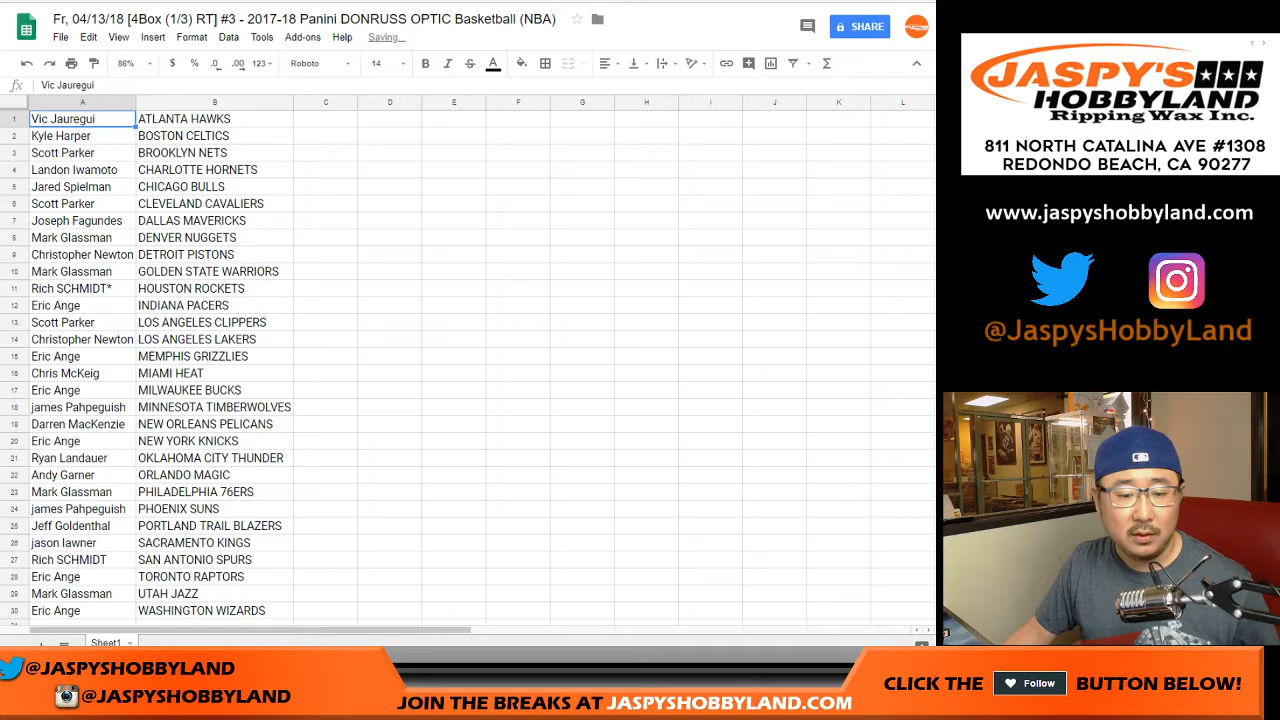 Fr, 04/13/18 [4Box (1/3) RT] #3 - 2017-18 Panini DONRUSS OPTIC Basketball (NBA)
File Edit View Insert Format Data Tools Add-ons Help Saving...
SHARE
86% $ % .0 .00 123 Roboto 14 B I S A Σ
fx Vic Jauregui
A B C D E F G H I J K L
1 Vic Jauregui ATLANTA HAWKS
2 Kyle Harper BOSTON CELTICS
3 Scott Parker BROOKLYN NETS
4 Landon Iwamoto CHARLOTTE HORNETS
5 Jared Spielman CHICAGO BULLS
6 Scott Parker CLEVELAND CAVALIERS
7 Joseph Fagundes DALLAS MAVERICKS
8 Mark Glassman DENVER NUGGETS
9 Christopher Newton DETROIT PISTONS
10 Mark Glassman GOLDEN STATE WARRIORS
11 Rich SCHMIDT* HOUSTON ROCKETS
12 Eric Ange INDIANA PACERS
13 Scott Parker LOS ANGELES CLIPPERS
14 Christopher Newton LOS ANGELES LAKERS
15 Eric Ange MEMPHIS GRIZZLIES
16 Chris McKeig MIAMI HEAT
17 Eric Ange MILWAUKEE BUCKS
18 james Pahpeguish MINNESOTA TIMBERWOLVES
19 Darren MacKenzie NEW ORLEANS PELICANS
20 Eric Ange NEW YORK KNICKS
21 Ryan Landauer OKLAHOMA CITY THUNDER
22 Andy Garner ORLANDO MAGIC
23 Mark Glassman PHILADELPHIA 76ERS
24 james Pahpeguish PHOENIX SUNS
25 Jeff Goldenthal PORTLAND TRAIL BLAZERS
26 jason lawner SACRAMENTO KINGS
27 Rich SCHMIDT SAN ANTONIO SPURS
28 Eric Ange TORONTO RAPTORS
29 Mark Glassman UTAH JAZZ
30 Eric Ange WASHINGTON WIZARDS
Sheet1
JASPY'S
HOBBYLAND
Ripping Wax Inc.
811 NORTH CATALINA AVE #1308
REDONDO BEACH, CA 90277
www.jaspyshobbyland.com
@JaspysHobbyLand
@JASPYSHOBBYLAND
@JASPYSHOBBYLAND
JOIN THE BREAKS AT JASPYSHOBBYLAND.COM
CLICK THE Follow BUTTON BELOW!